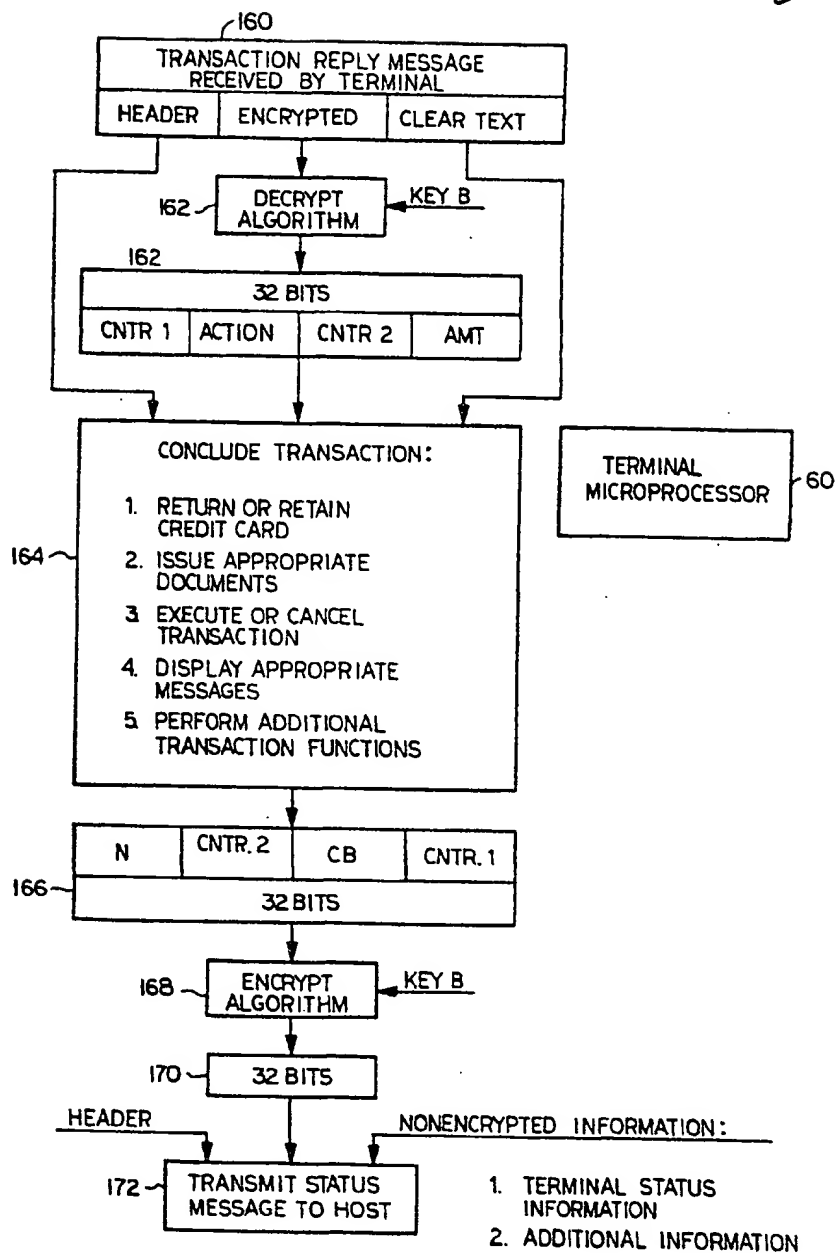 160
TRANSACTION REPLY MESSAGE
RECEIVED BY TERMINAL
HEADER ENCRYPTED CLEAR TEXT
162 DECRYPT KEY B
ALGORITHM
162
32 BITS
CNTR 1 ACTION CNTR 2 AMT
CONCLUDE TRANSACTION:
1. RETURN OR RETAIN
CREDIT CARD
2. ISSUE APPROPRIATE
DOCUMENTS
3. EXECUTE OR CANCEL
TRANSACTION
4. DISPLAY APPROPRIATE
MESSAGES
5. PERFORM ADDITIONAL
TRANSACTION FUNCTIONS
164
TERMINAL
MICROPROCESSOR
60
N CNTR. 2 CB CNTR. 1
166
32 BITS
168 ENCRYPT KEY B
ALGORITHM
170 32 BITS
HEADER NONENCRYPTED INFORMATION:
172 TRANSMIT STATUS
MESSAGE TO HOST
1. TERMINAL STATUS
INFORMATION
2. ADDITIONAL INFORMATION